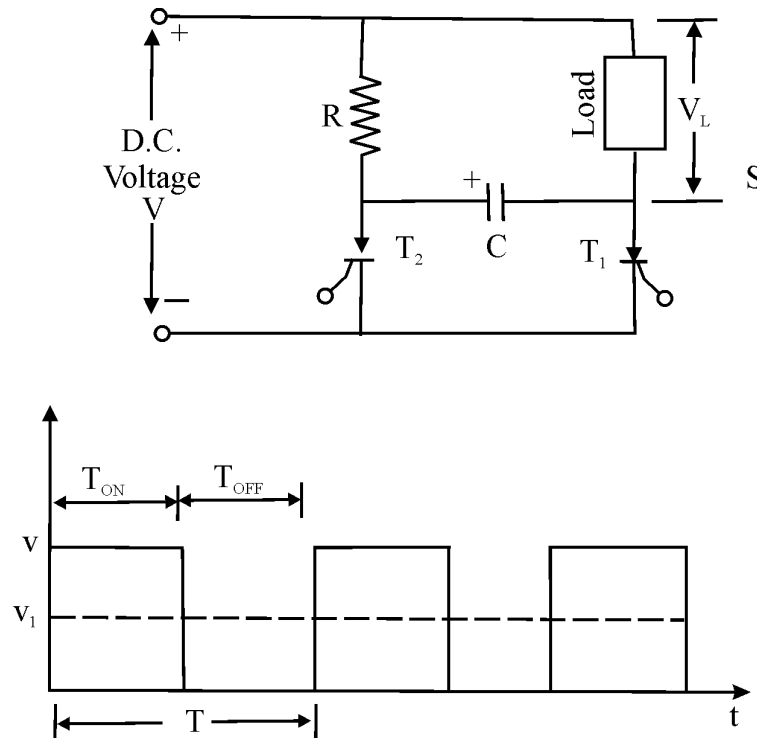 +
R
Load
V_L
D.C.
Voltage
V
+
S
C
T_2
T_1
—
T_ON
T_OFF
v
v_1
T
t